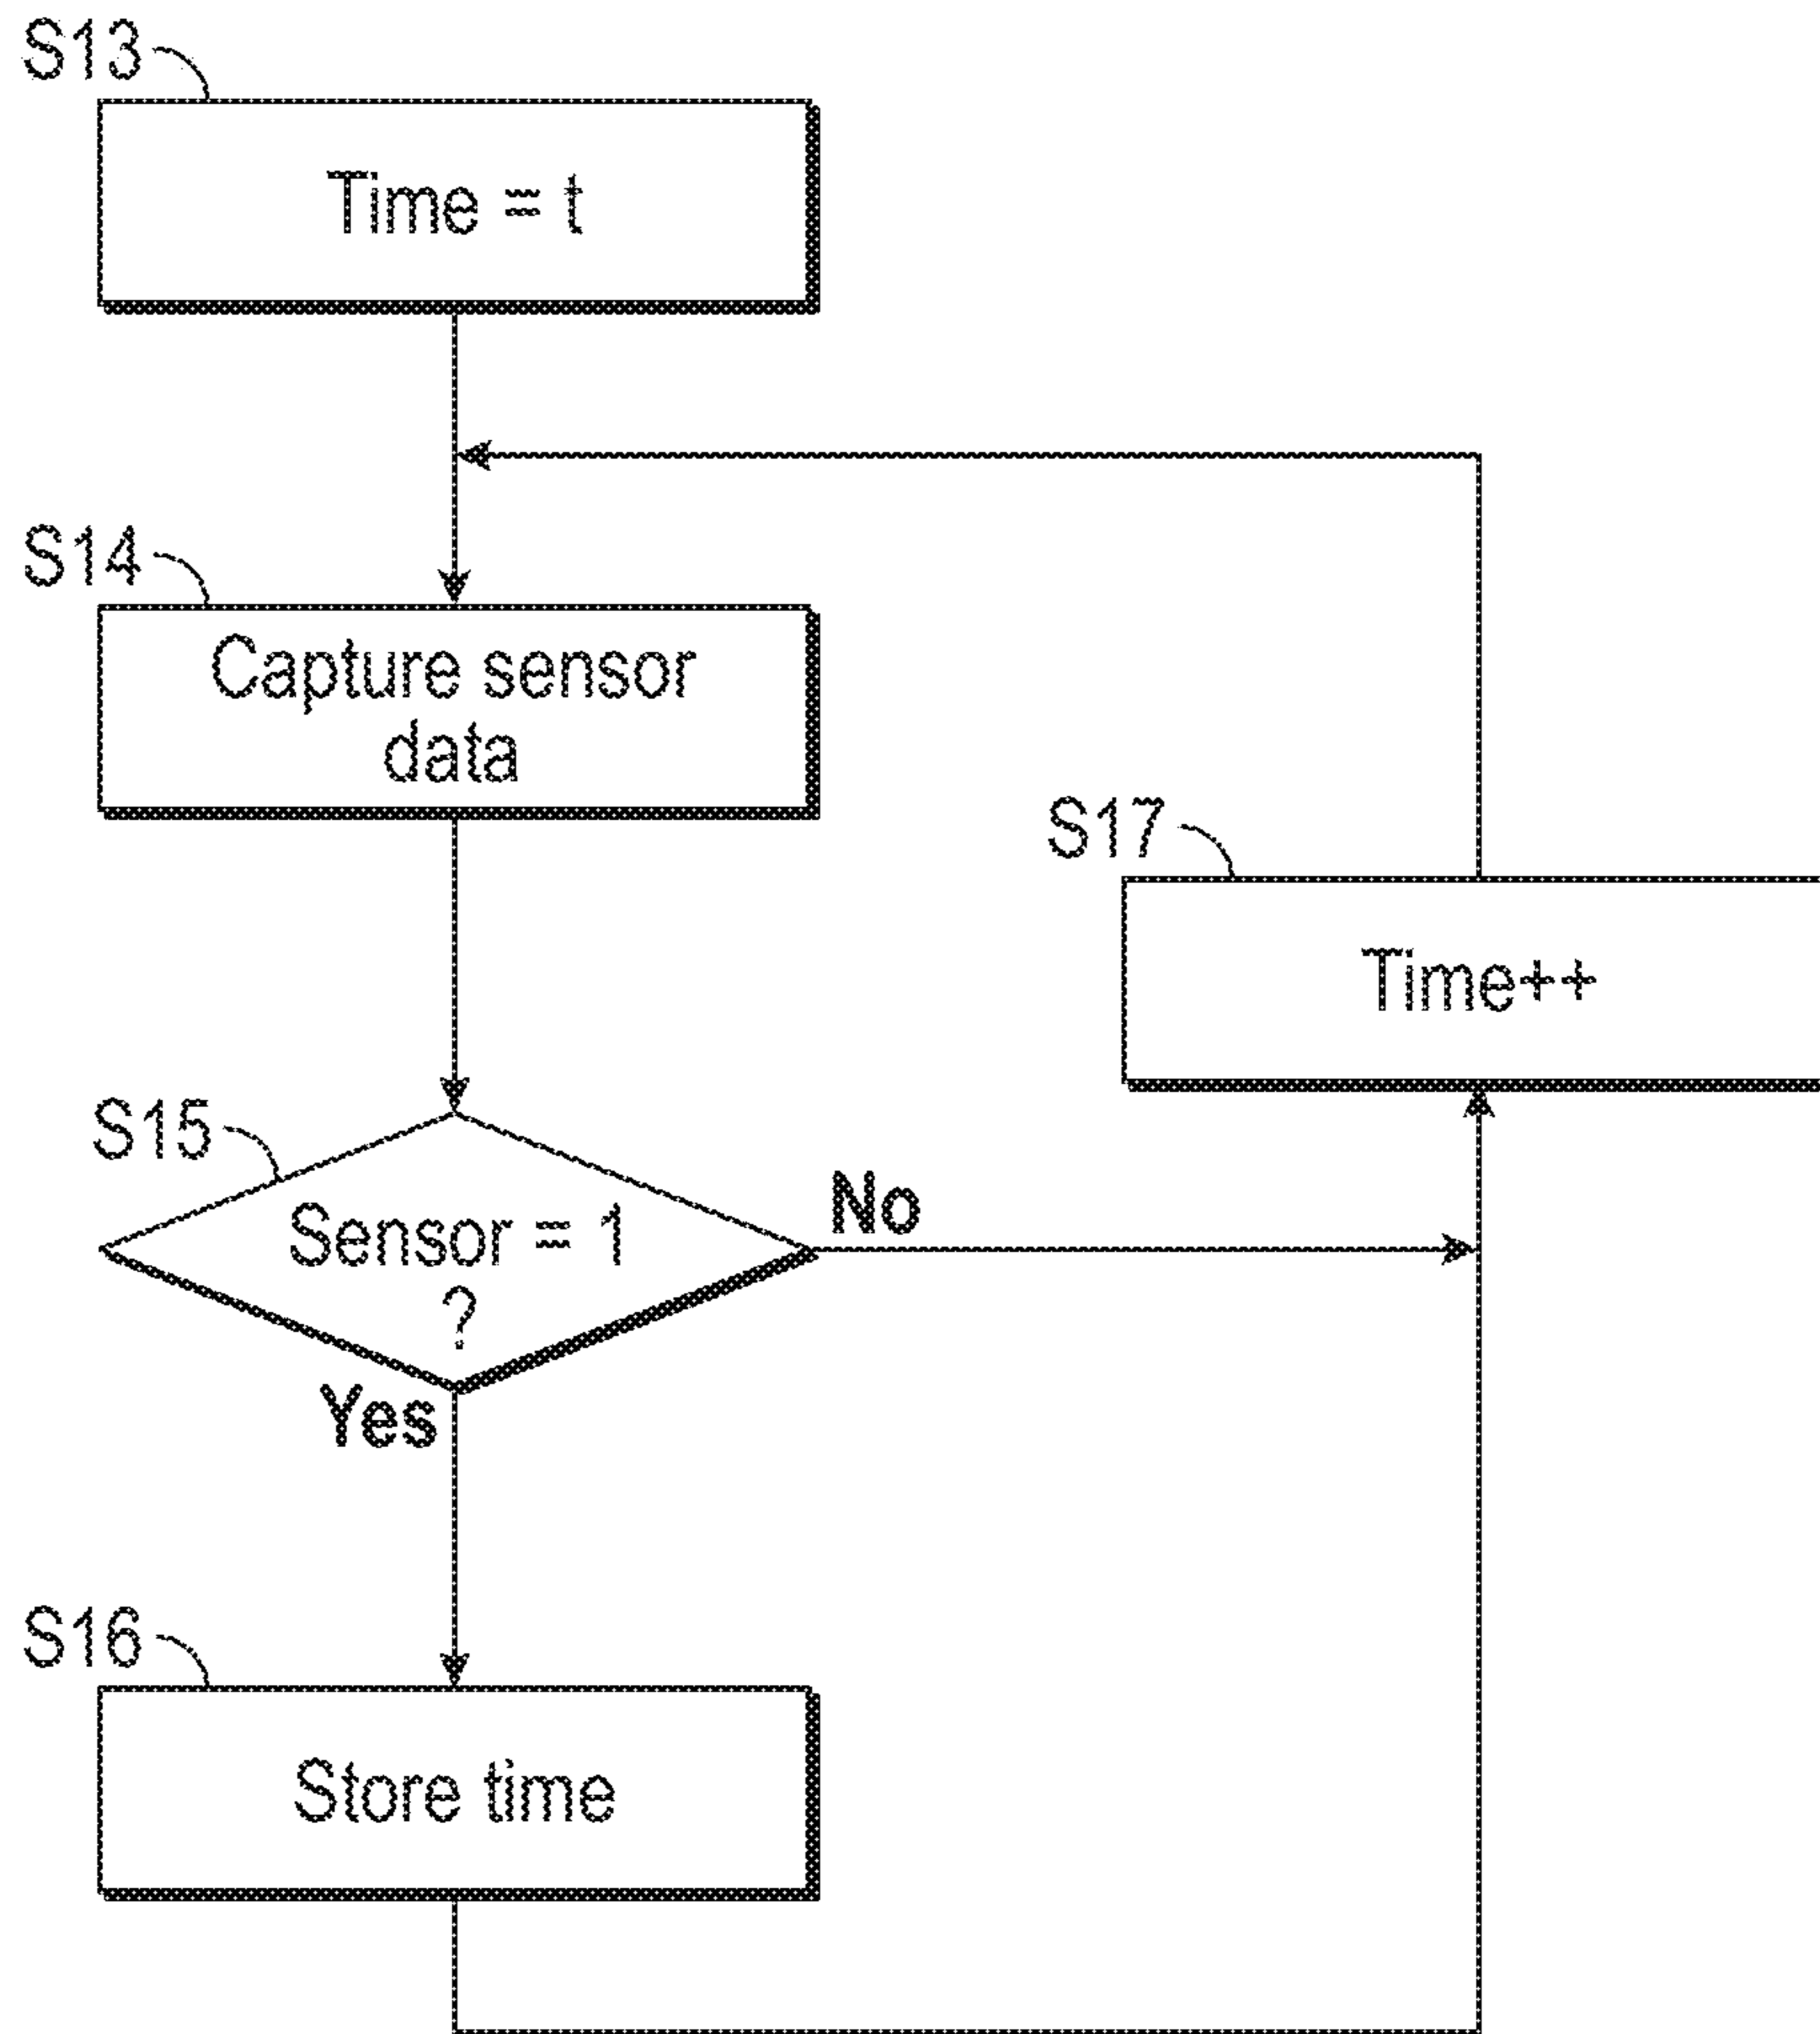 S13
Time = t
S14
Capture sensor
data
S17
Time++
S15
Sensor = 1
?
No
Yes
S16
Store time